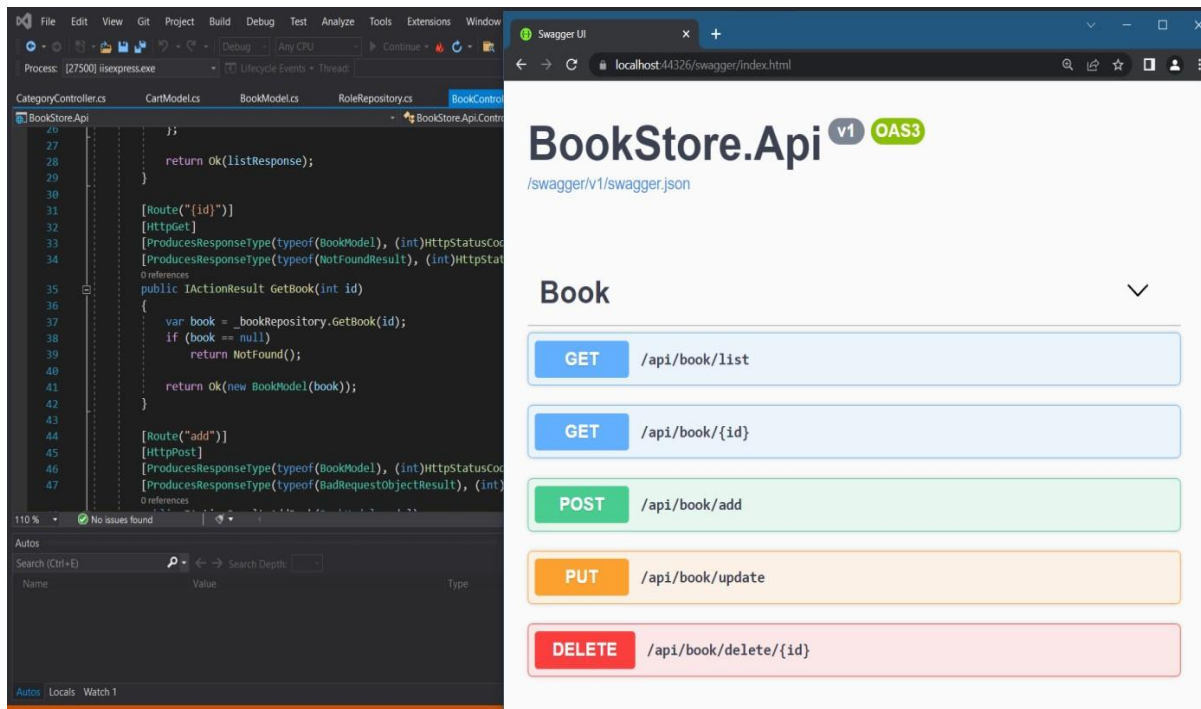 File Edit View Git Project Build Debug Test Analyze Tools Extensions Window
Debug Any CPU Continue
Process: [27500] iisexpress.exe Lifecycle Events Thread:
CategoryController.cs CartModel.cs BookModel.cs RoleRepository.cs BookControl
BookStore.Api BookStore.Api.Contro
26 };
27
28 return Ok(listResponse);
29 }
30
31 [Route("{id}")]
32 [HttpGet]
33 [ProducesResponseType(typeof(BookModel), (int)HttpStatusCod
34 [ProducesResponseType(typeof(NotFoundResult), (int)HttpStat
0 references
35 public IActionResult GetBook(int id)
36 {
37 var book = _bookRepository.GetBook(id);
38 if (book == null)
39 return NotFound();
40
41 return Ok(new BookModel(book));
42 }
43
44 [Route("add")]
45 [HttpPost]
46 [ProducesResponseType(typeof(BookModel), (int)HttpStatusCod
47 [ProducesResponseType(typeof(BadRequestObjectResult), (int)
0 references
110 % No issues found
Autos
Search (Ctrl+E) Search Depth:
Name Value Type
Autos Locals Watch 1
Swagger UI
localhost:44326/swagger/index.html
BookStore.Api v1 OAS3
/swagger/v1/swagger.json
Book
GET /api/book/list
GET /api/book/{id}
POST /api/book/add
PUT /api/book/update
DELETE /api/book/delete/{id}